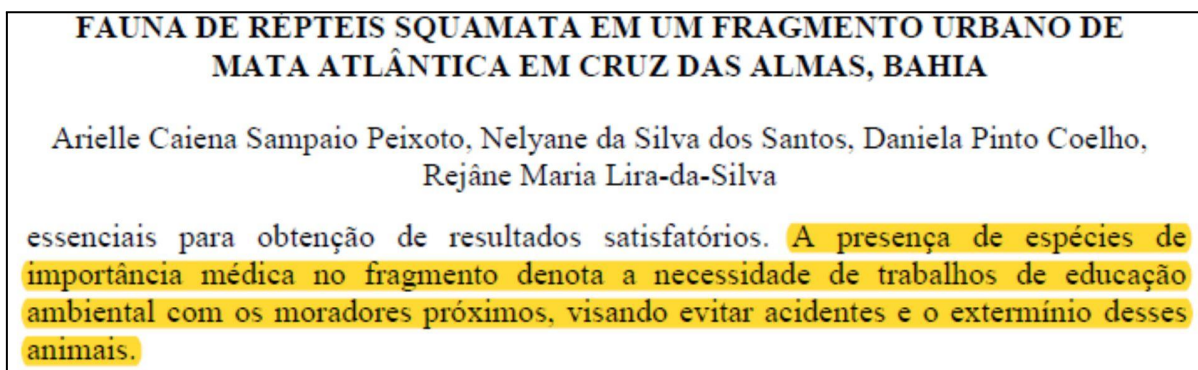 FAUNA DE RÉPTEIS SQUAMATA EM UM FRAGMENTO URBANO DE
MATA ATLÂNTICA EM CRUZ DAS ALMAS, BAHIA
Arielle Caiena Sampaio Peixoto, Nelyane da Silva dos Santos, Daniela Pinto Coelho,
Rejâne Maria Lira-da-Silva
essenciais para obtenção de resultados satisfatórios. A presença de espécies de
importância médica no fragmento denota a necessidade de trabalhos de educação
ambiental com os moradores próximos, visando evitar acidentes e o extermínio desses
animais.